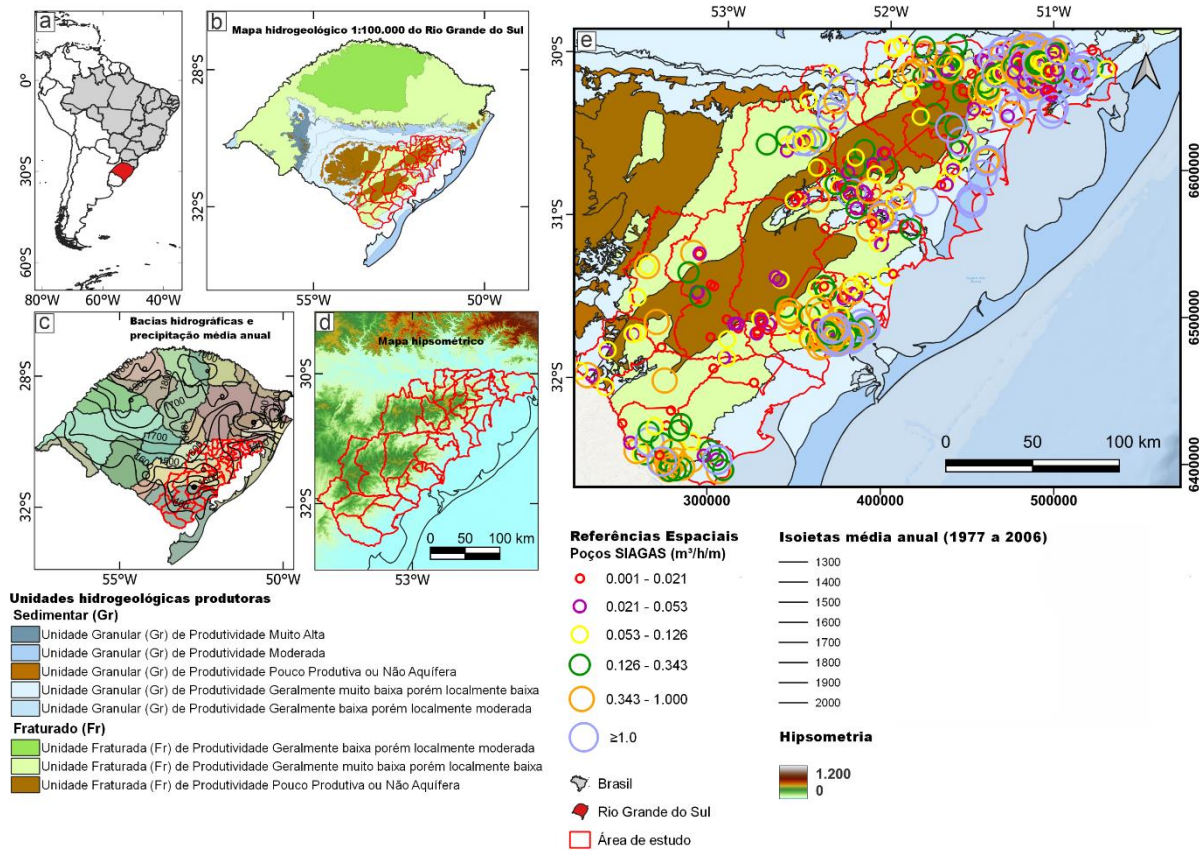 a
0°
30°S
60°S
80°W
60°W
40°W
b
Mapa hidrogeológico 1:100.000 do Rio Grande do Sul
28°S
32°S
55°W
50°W
c
Bacias hidrográficas e
precipitação média anual
28°S
32°S
55°W
50°W
1700
d
Mapa hipsométrico
30°S
32°S
53°W
0 50 100 km
e
53°W
52°W
51°W
30°S
31°S
32°S
6600000
6500000
6400000
300000
400000
500000
0 50 100 km
Unidades hidrogeológicas produtoras
Sedimentar (Gr)
Unidade Granular (Gr) de Produtividade Muito Alta
Unidade Granular (Gr) de Produtividade Moderada
Unidade Granular (Gr) de Produtividade Pouco Produtiva ou Não Aquífera
Unidade Granular (Gr) de Produtividade Geralmente muito baixa porém localmente baixa
Unidade Granular (Gr) de Produtividade Geralmente baixa porém localmente moderada
Fraturado (Fr)
Unidade Fraturada (Fr) de Produtividade Geralmente baixa porém localmente moderada
Unidade Fraturada (Fr) de Produtividade Geralmente muito baixa porém localmente baixa
Unidade Fraturada (Fr) de Produtividade Pouco Produtiva ou Não Aquífera
Referências Espaciais
Poços SIAGAS (m³/h/m)
0.001 - 0.021
0.021 - 0.053
0.053 - 0.126
0.126 - 0.343
0.343 - 1.000
≥1.0
Brasil
Rio Grande do Sul
Área de estudo
Isoietas média anual (1977 a 2006)
1300
1400
1500
1600
1700
1800
1900
2000
Hipsometria
1.200
0